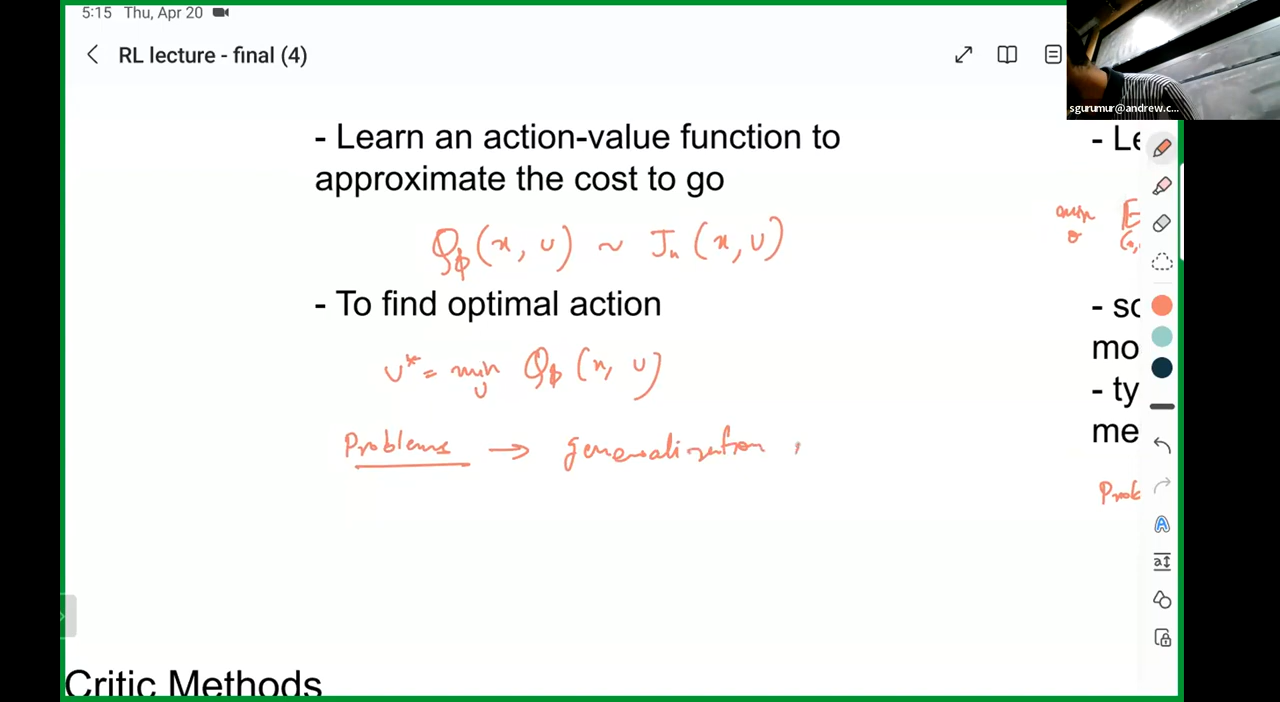 5:15 Thu, Apr 20
RL lecture - final (4)
sgurumur@andrew.c...
- Learn an action-value function to
approximate the cost to go
Qϕ(x, u) ~ Jₙ(x, u)
- To find optimal action
u* = min Qϕ(x, u)
u
Problems → generalization,
- Le
min E
θ (x,
- sc
mo
- ty
me
Prob
Critic Methods